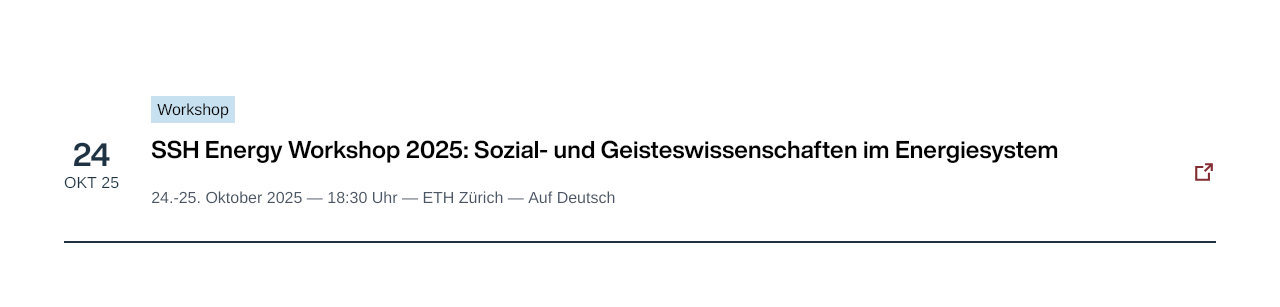 Workshop
24
OKT 25
SSH Energy Workshop 2025: Sozial- und Geisteswissenschaften im Energiesystem
24.-25. Oktober 2025 — 18:30 Uhr — ETH Zürich — Auf Deutsch